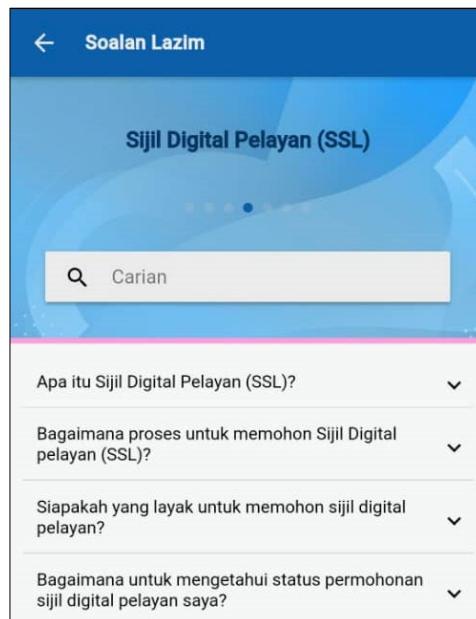 Soalan Lazim
Sijil Digital Pelayan (SSL)
Carian
Apa itu Sijil Digital Pelayan (SSL)?
Bagaimana proses untuk memohon Sijil Digital
pelayan (SSL)?
Siapakah yang layak untuk memohon sijil digital
pelayan?
Bagaimana untuk mengetahui status permohonan
sijil digital pelayan saya?